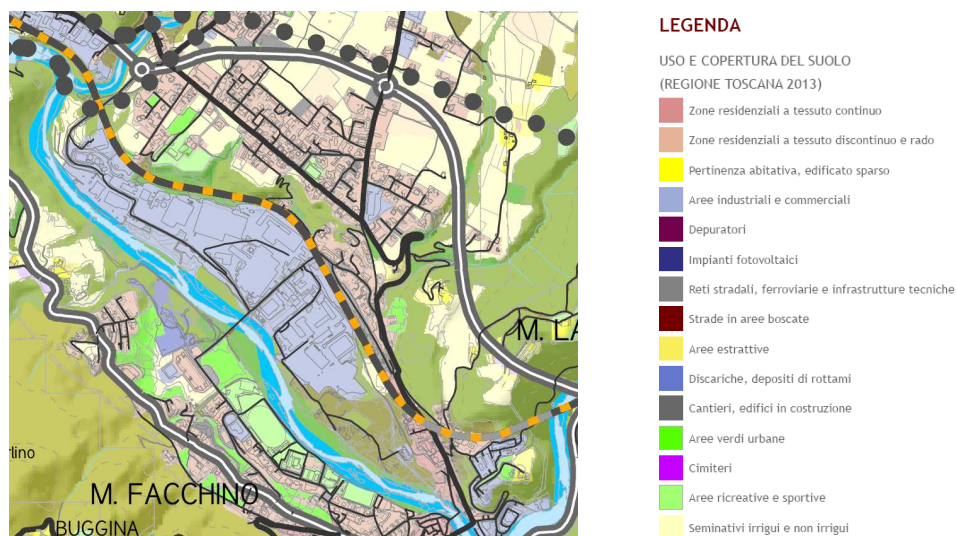 LEGENDA
USO E COPERTURA DEL SUOLO
(REGIONE TOSCANA 2013)
Zone residenziali a tessuto continuo
Zone residenziali a tessuto discontinuo e rado
Pertinenza abitativa, edificato sparso
Aree industriali e commerciali
Depuratori
Impianti fotovoltaici
Reti stradali, ferroviarie e infrastrutture tecniche
Strade in aree boscate
Aree estrattive
Discariche, depositi di rottami
Cantieri, edifici in costruzione
Aree verdi urbane
Cimiteri
Aree ricreative e sportive
Seminativi irrigui e non irrigui
M. LA
rlino
M. FACCHINO
BUGGINA